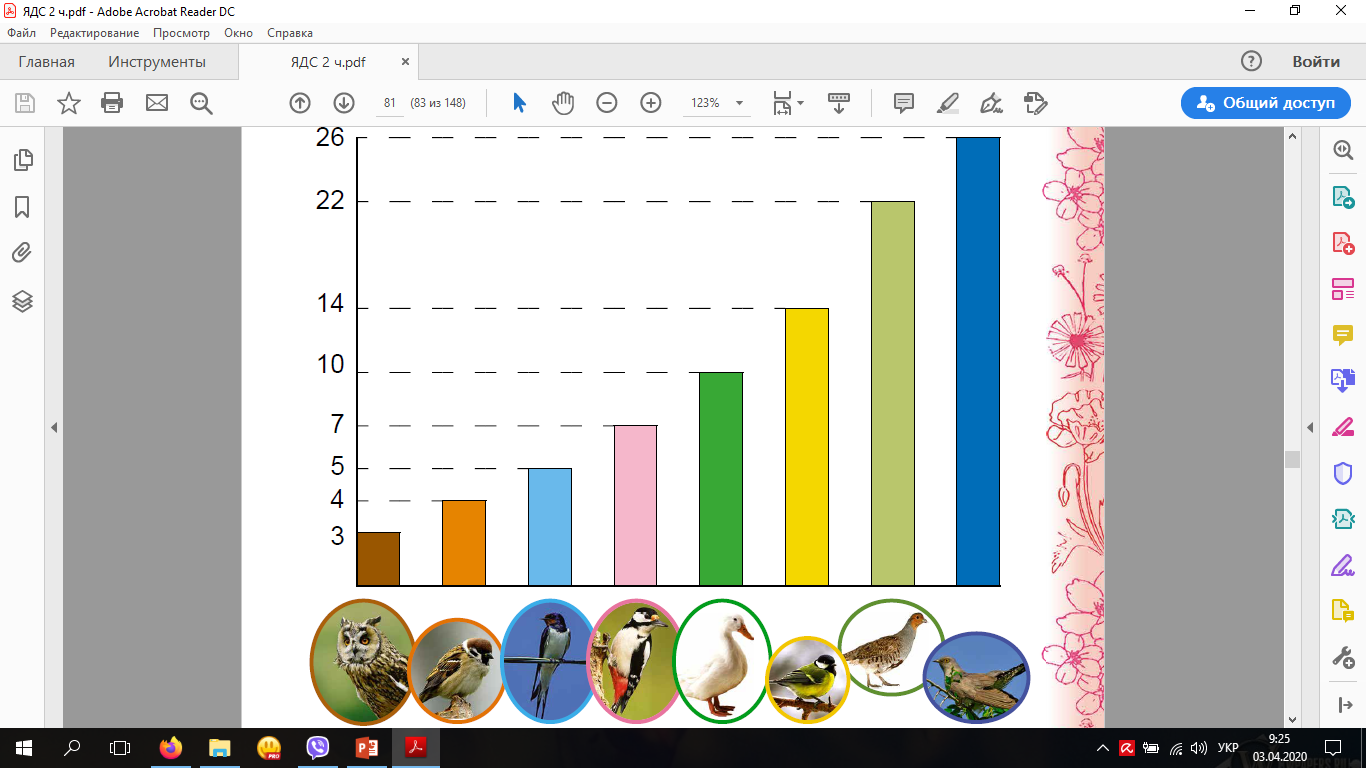 ЯДС 2 ч.pdf - Adobe Acrobat Reader DC
Файл Редактирование Просмотр Окно Справка
Главная Инструменты ЯДС 2 ч.pdf × Войти
81 (83 из 148) 123% Общий доступ
26
22
14
10
7
5
4
3
PRO
УКР 9:25
03.04.2020